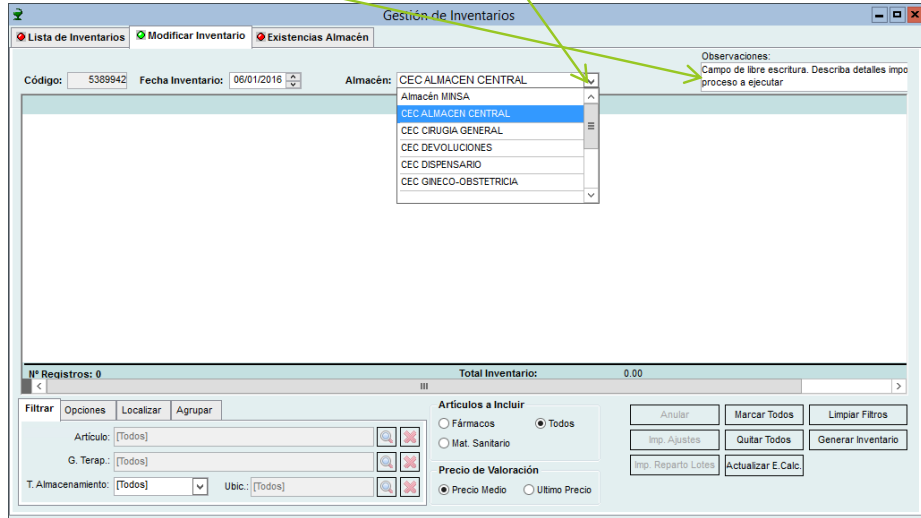 Gestión de Inventarios
Lista de Inventarios Modificar Inventario Existencias Almacén
Observaciones:
Código: 5389942 Fecha Inventario: 06/01/2016 Almacén: CEC ALMACEN CENTRAL
Campo de libre escritura. Describa detalles impo
proceso a ejecutar
Almacén MINSA
CEC ALMACEN CENTRAL
CEC CIRUGIA GENERAL
CEC DEVOLUCIONES
CEC DISPENSARIO
CEC GINECO-OBSTETRICIA
Nº Registros: 0 Total Inventario: 0.00
Filtrar Opciones Localizar Agrupar
Artículo: [Todos]
G. Terap.: [Todos]
T. Almacenamiento: [Todos] Ubic.: [Todos]
Artículos a Incluir
Fármacos Todos
Mat. Sanitario
Precio de Valoración
Precio Medio Ultimo Precio
Anular Marcar Todos Limpiar Filtros
Imp. Ajustes Quitar Todos Generar Inventario
Imp. Reparto Lotes Actualizar E.Calc.